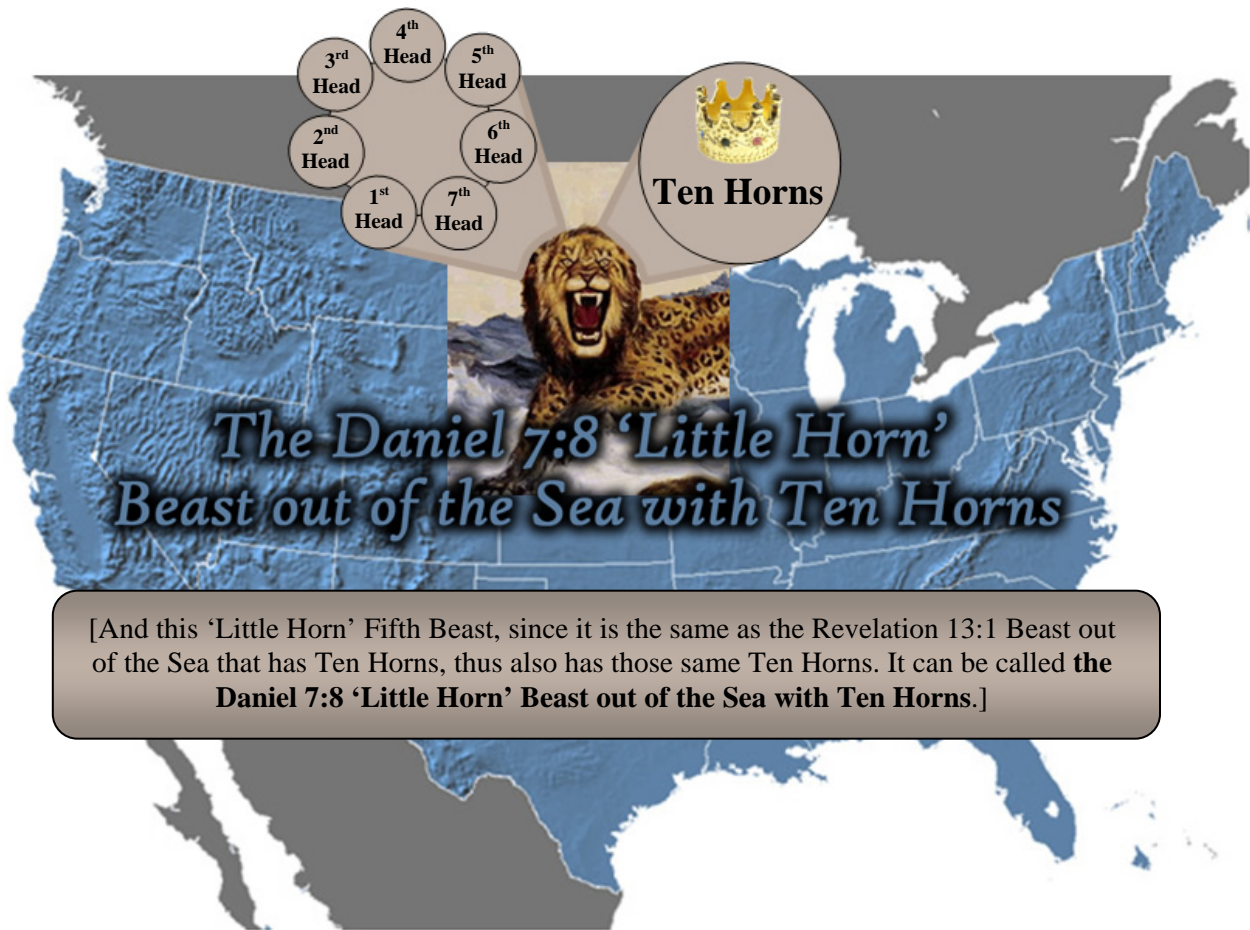 4th
Head
3rd
Head
5th
Head
2nd
Head
6th
Head
1st
Head
7th
Head
Ten Horns
The Daniel 7:8 ‘Little Horn’
Beast out of the Sea with Ten Horns
[And this ‘Little Horn’ Fifth Beast, since it is the same as the Revelation 13:1 Beast out
of the Sea that has Ten Horns, thus also has those same Ten Horns. It can be called the
Daniel 7:8 ‘Little Horn’ Beast out of the Sea with Ten Horns.]